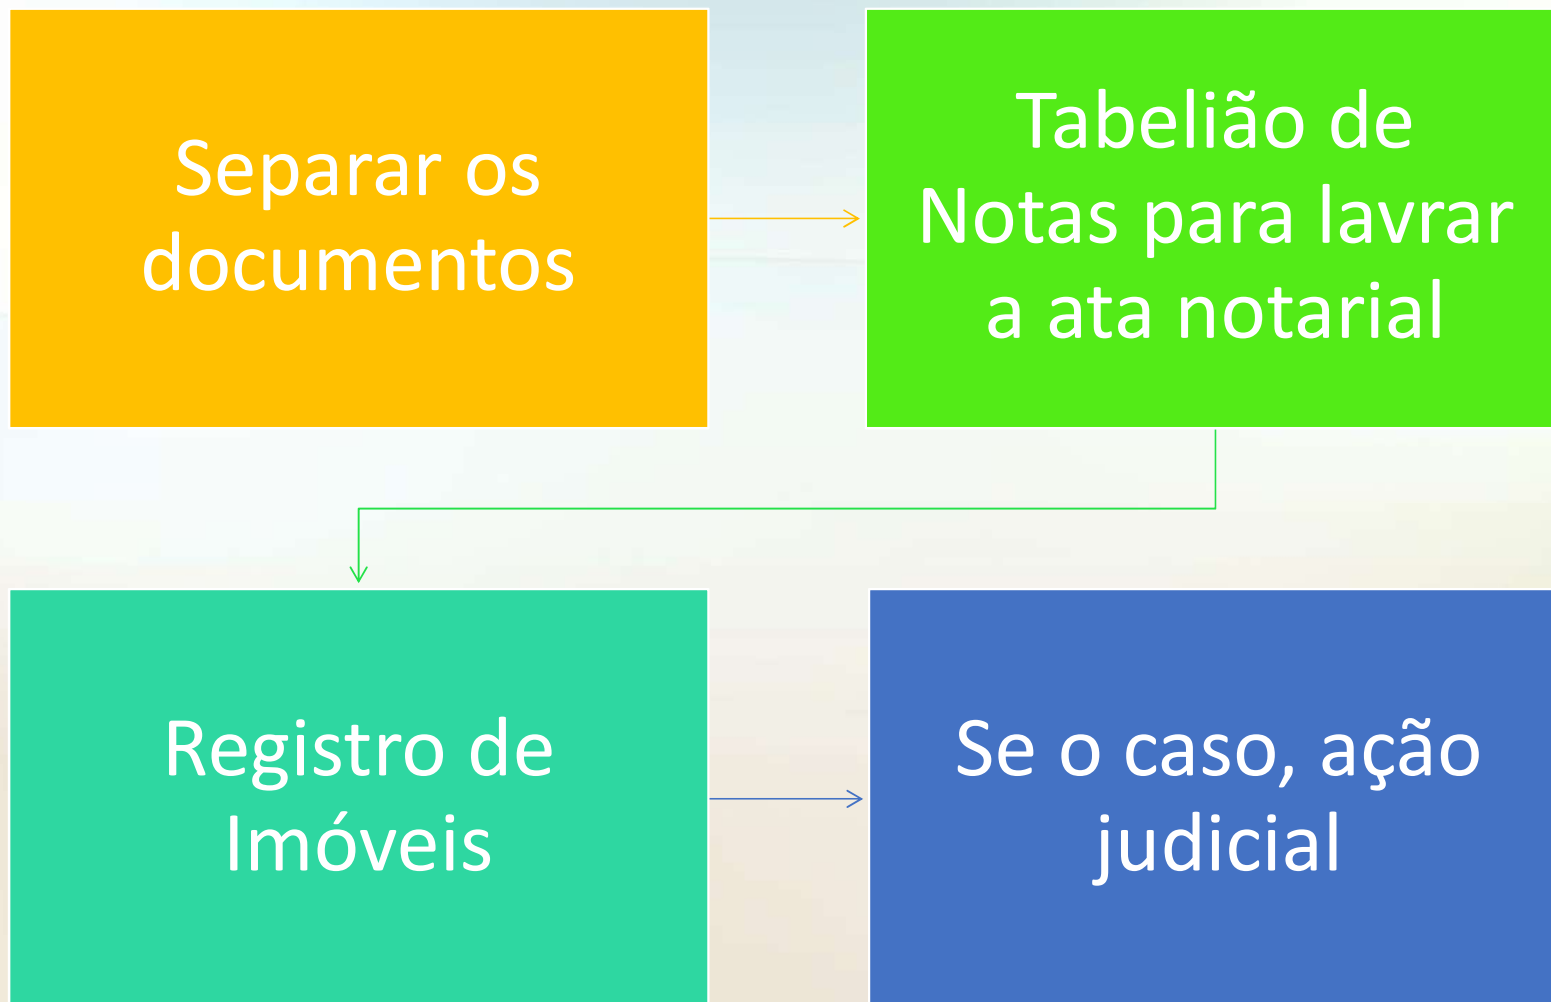 Separar os
documentos
Tabelião de
Notas para lavrar
a ata notarial
Registro de
Imóveis
Se o caso, ação
judicial